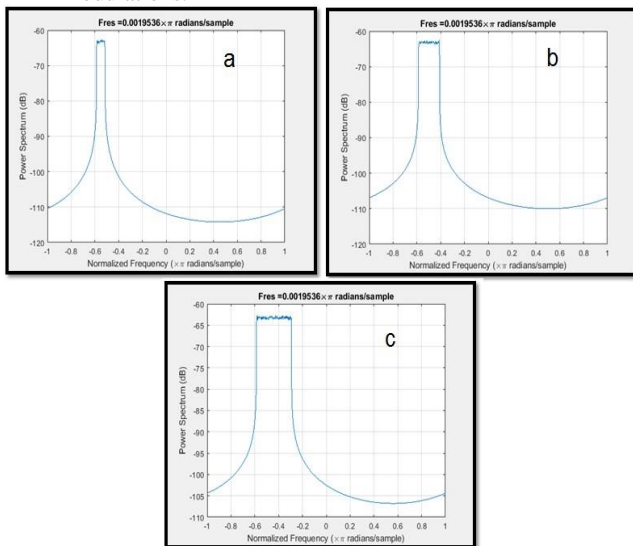 Fres =0.0019536×π radians/sample
a
Power Spectrum (dB)
-60
-70
-80
-90
-100
-110
-120
-1 -0.8 -0.6 -0.4 -0.2 0 0.2 0.4 0.6 0.8 1
Normalized Frequency (×π radians/sample)
Fres =0.0019536×π radians/sample
b
Power Spectrum (dB)
-60
-70
-80
-90
-100
-110
-120
-1 -0.8 -0.6 -0.4 -0.2 0 0.2 0.4 0.6 0.8 1
Normalized Frequency (×π radians/sample)
Fres =0.0019536×π radians/sample
c
Power Spectrum (dB)
-60
-65
-70
-75
-80
-85
-90
-95
-100
-105
-110
-1 -0.8 -0.6 -0.4 -0.2 0 0.2 0.4 0.6 0.8 1
Normalized Frequency (×π radians/sample)